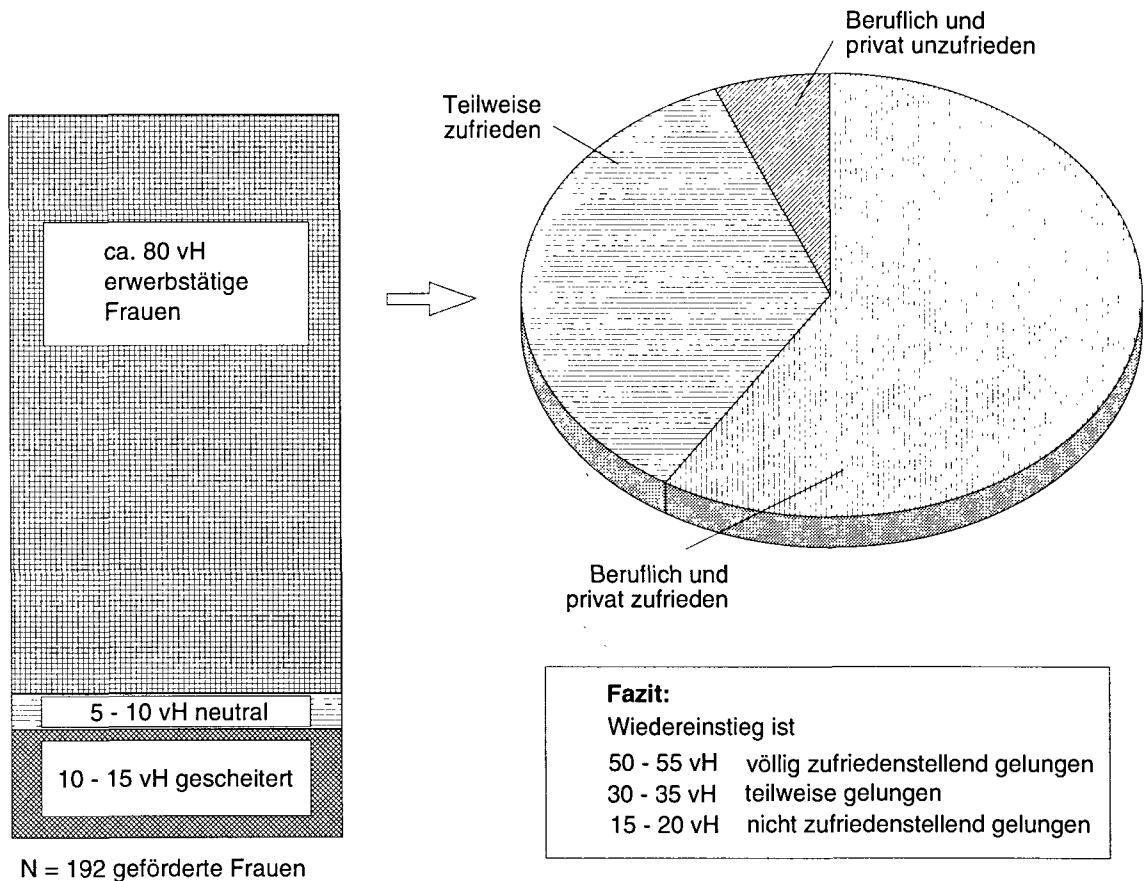 Beruflich und
privat unzufrieden
Teilweise
zufrieden
ca. 80 vH
erwerbstätige
Frauen
Beruflich und
privat zufrieden
5 - 10 vH neutral
10 - 15 vH gescheitert
N = 192 geförderte Frauen
Fazit:
Wiedereinstieg ist
50 - 55 vH völlig zufriedenstellend gelungen
30 - 35 vH teilweise gelungen
15 - 20 vH nicht zufriedenstellend gelungen